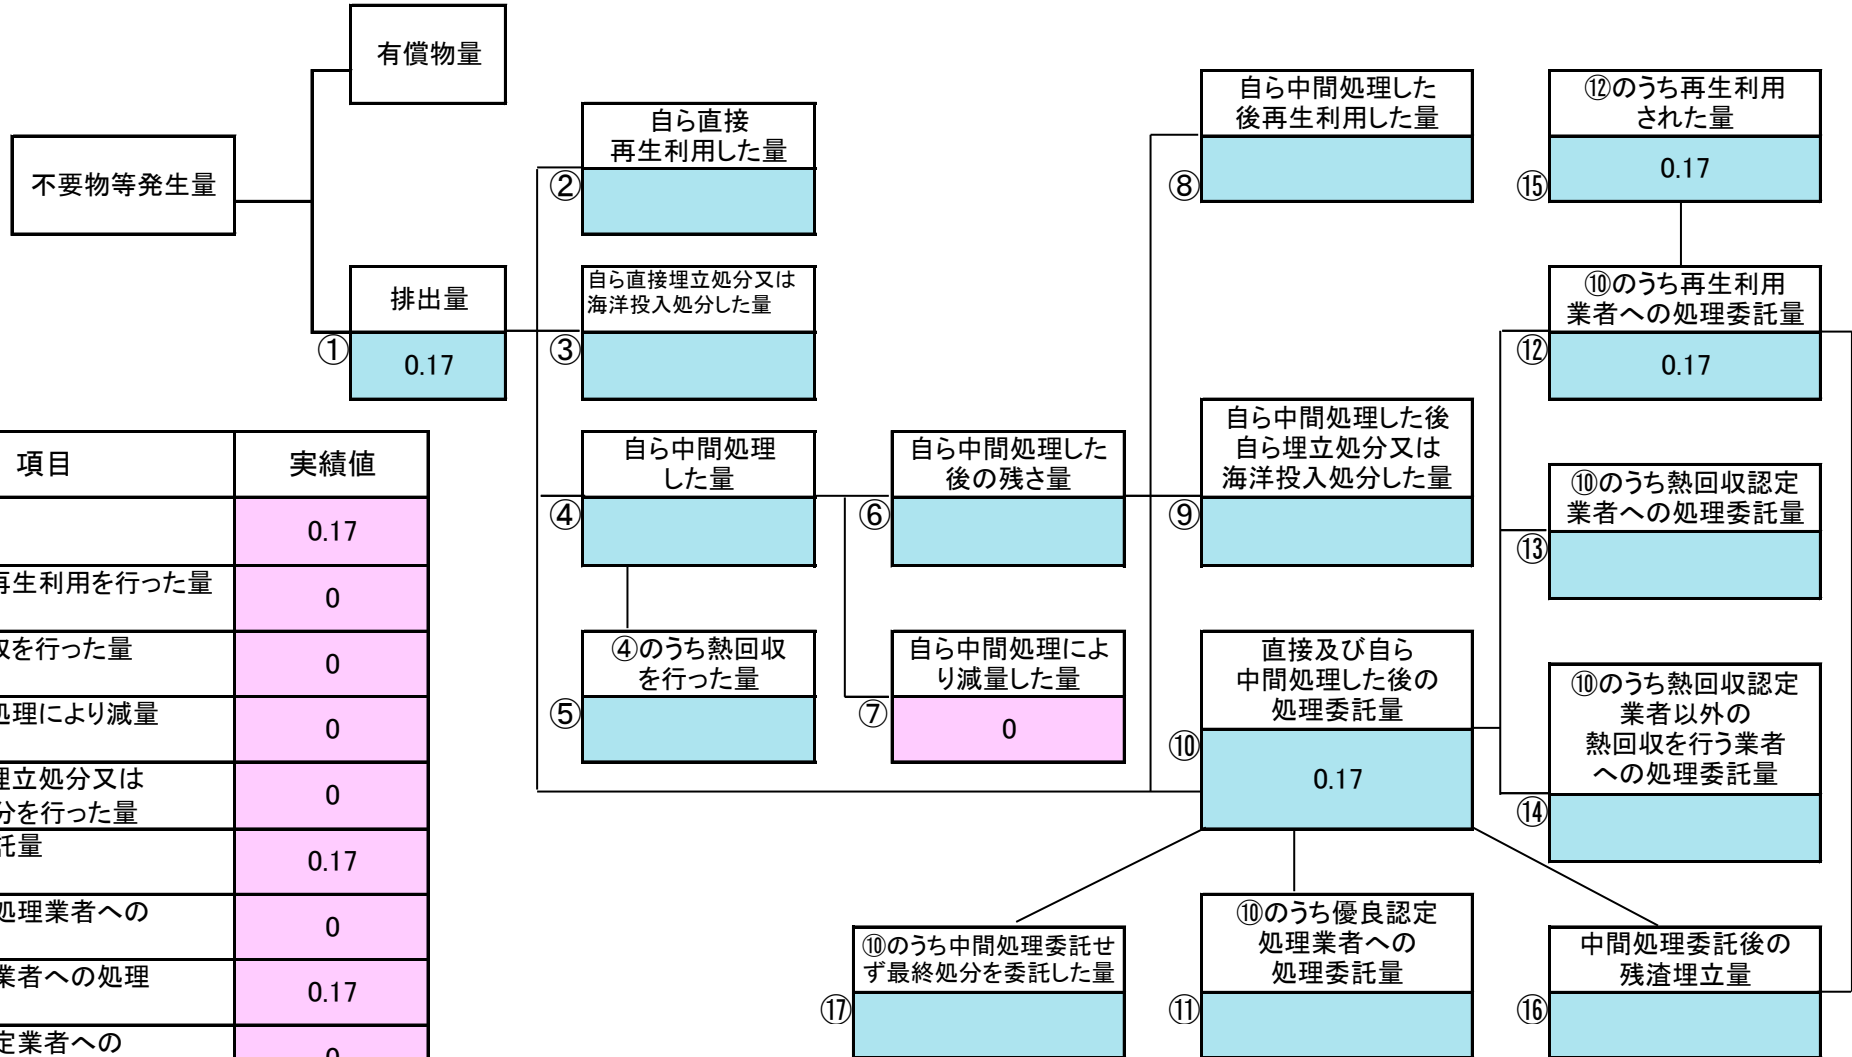 有償物量
不要物等発生量
排出量
①
0.17
自ら直接
再生利用した量
②
自ら直接埋立処分又は
海洋投入処分した量
③
自ら中間処理
した量
④
④のうち熱回収
を行った量
⑤
自ら中間処理した
後の残さ量
⑥
自ら中間処理によ
り減量した量
⑦
0
自ら中間処理した
後再生利用した量
⑧
自ら中間処理した後
自ら埋立処分又は
海洋投入処分した量
⑨
直接及び自ら
中間処理した後の
処理委託量
⑩
0.17
⑫のうち再生利用
された量
⑮
0.17
⑩のうち再生利用
業者への処理委託量
⑫
0.17
⑩のうち熱回収認定
業者への処理委託量
⑬
⑩のうち熱回収認定
業者以外の
熱回収を行う業者
への処理委託量
⑭
⑩のうち中間処理委託せ
ず最終処分を委託した量
⑰
⑩のうち優良認定
処理業者への
処理委託量
⑪
中間処理委託後の
残渣埋立量
⑯
項目 実績値
0.17
再生利用を行った量 0
を行った量 0
処理により減量 0
埋立処分又は
分を行った量 0
託量 0.17
処理業者への 0
業者への処理 0.17
定業者への 0